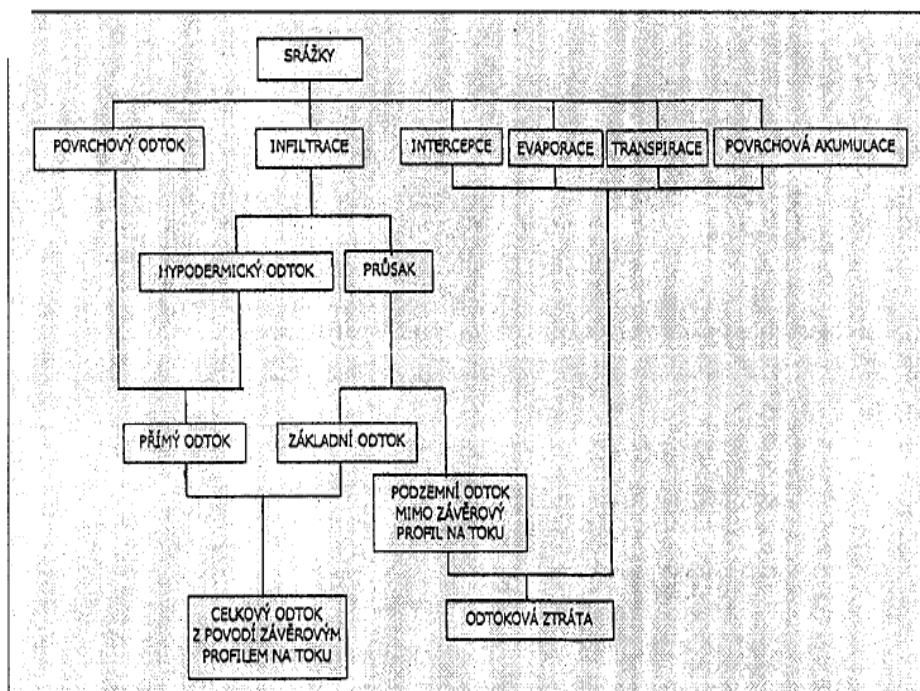 SRÁŽKY
POVRCHOVÝ ODTOK
INFILTRACE
INTERCEPCE
EVAPORACE
TRANSPIRACE
POVRCHOVÁ AKUMULACE
HYPODERMICKÝ ODTOK
PRŮSAK
PŘÍMÝ ODTOK
ZÁKLADNÍ ODTOK
PODZEMNÍ ODTOK
MIMO ZÁVĚROVÝ
PROFIL NA TOKU
CELKOVÝ ODTOK
Z POVODÍ ZÁVĚROVÝM
PROFILEM NA TOKU
ODTOKOVÁ ZTRÁTA